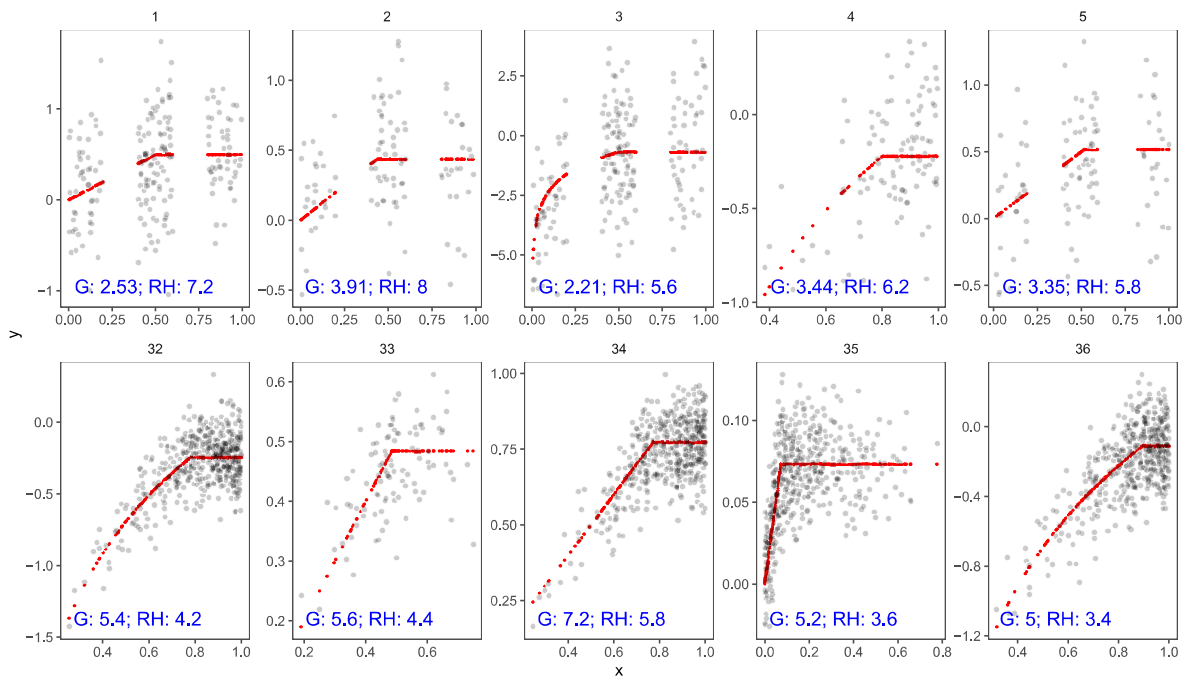 1 2 3 4 5
1 0 −1
1.0 0.5 0.0 −0.5
2.5 0.0 −2.5 −5.0
0.0 −0.5 −1.0
1.0 0.5 0.0 −0.5
G: 2.53; RH: 7.2
G: 3.91; RH: 8
G: 2.21; RH: 5.6
G: 3.44; RH: 6.2
G: 3.35; RH: 5.8
0.00 0.25 0.50 0.75 1.00
0.00 0.25 0.50 0.75 1.00
0.00 0.25 0.50 0.75 1.00
0.4 0.6 0.8 1.0
0.00 0.25 0.50 0.75 1.00
y
32 33 34 35 36
0.0 −0.5 −1.0 −1.5
0.6 0.5 0.4 0.3 0.2
1.00 0.75 0.50 0.25
0.10 0.05 0.00
0.0 −0.4 −0.8 −1.2
G: 5.4; RH: 4.2
G: 5.6; RH: 4.4
G: 7.2; RH: 5.8
G: 5.2; RH: 3.6
G: 5; RH: 3.4
0.4 0.6 0.8 1.0
0.2 0.4 0.6
0.4 0.6 0.8 1.0
0.0 0.2 0.4 0.6 0.8
0.4 0.6 0.8 1.0
x